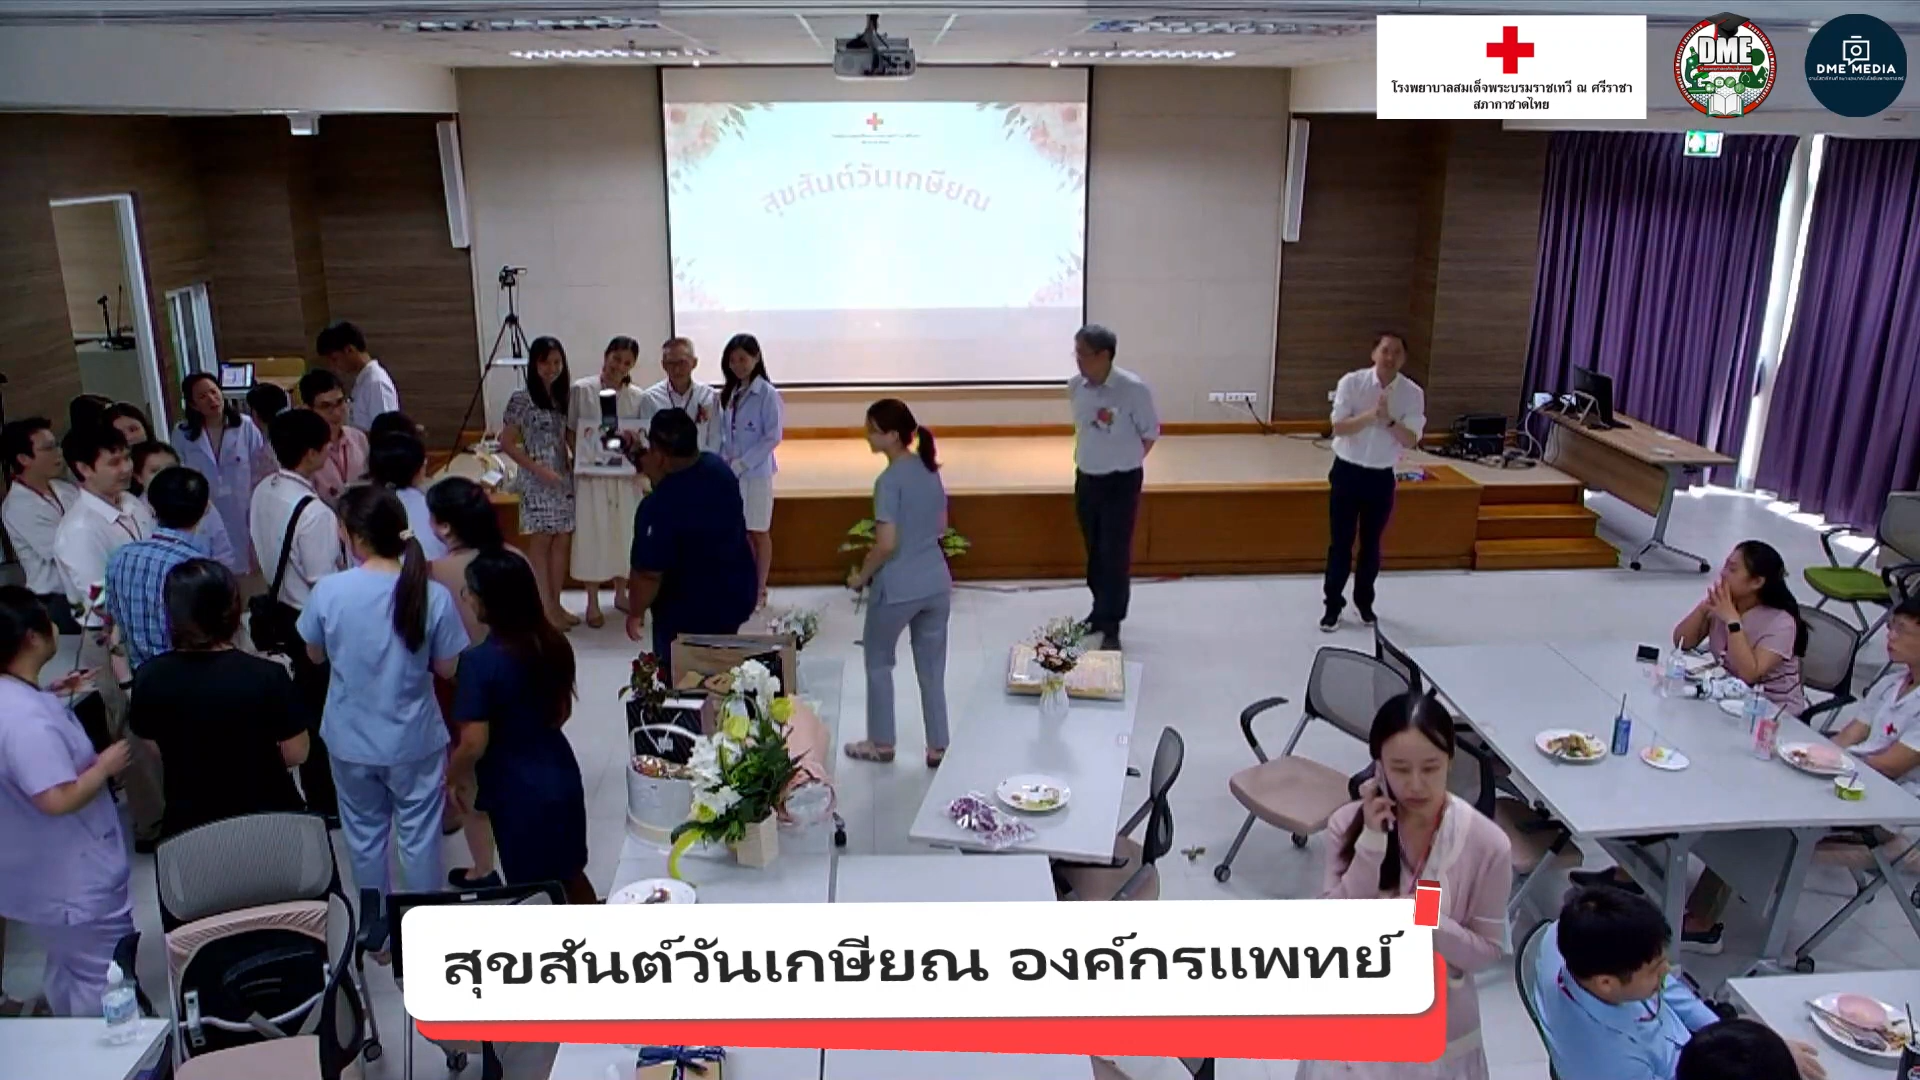 โรงพยาบาลสมเด็จพระบรมราชเทวี ณ ศรีราชา
สภากาชาดไทย
DME
DME MEDIA
สุขสันต์วันเกษียณ
สุขสันต์วันเกษียณ องค์กรแพทย์